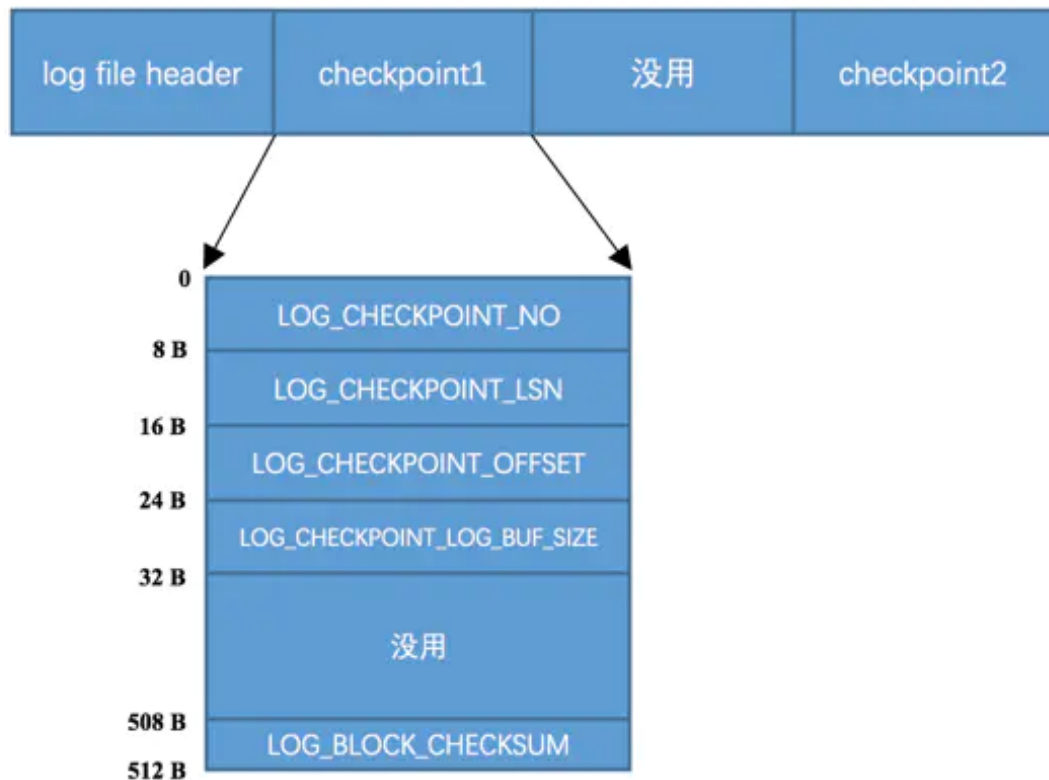 log file header
checkpoint1
没用
checkpoint2
0
LOG_CHECKPOINT_NO
8 B
LOG_CHECKPOINT_LSN
16 B
LOG_CHECKPOINT_OFFSET
24 B
LOG_CHECKPOINT_LOG_BUF_SIZE
32 B
没用
508 B
LOG_BLOCK_CHECKSUM
512 B